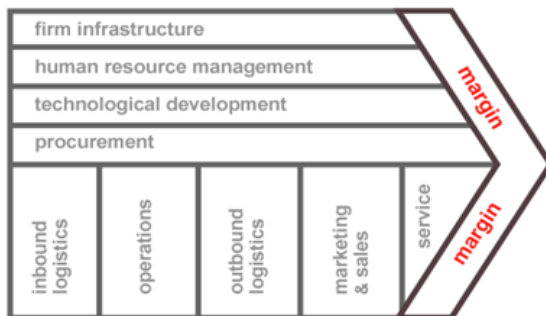 firm infrastructure
human resource management
technological development
procurement
inbound
logistics
operations
outbound
logistics
marketing
& sales
service
margin
margin